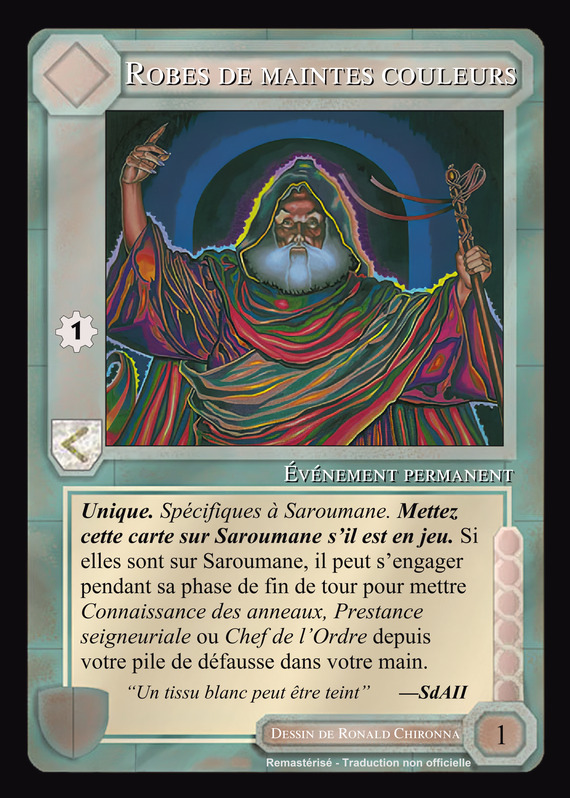 ROBES DE MAINTES COULEURS
1
ÉVÉNEMENT PERMANENT
Unique. Spécifiques à Saroumane. Mettez
cette carte sur Saroumane s’il est en jeu. Si
elles sont sur Saroumane, il peut s’engager
pendant sa phase de fin de tour pour mettre
Connaissance des anneaux, Prestance
seigneuriale ou Chef de l’Ordre depuis
votre pile de défausse dans votre main.
“Un tissu blanc peut être teint” —SdAII
DESSIN DE RONALD CHIRONNA
1
Remastérisé - Traduction non officielle